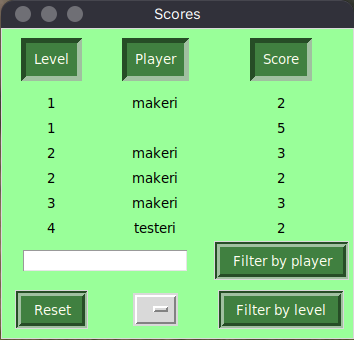 Scores
Level Player Score
1 makeri 2
1 5
2 makeri 3
2 makeri 2
3 makeri 3
4 testeri 2
Filter by player
Reset Filter by level